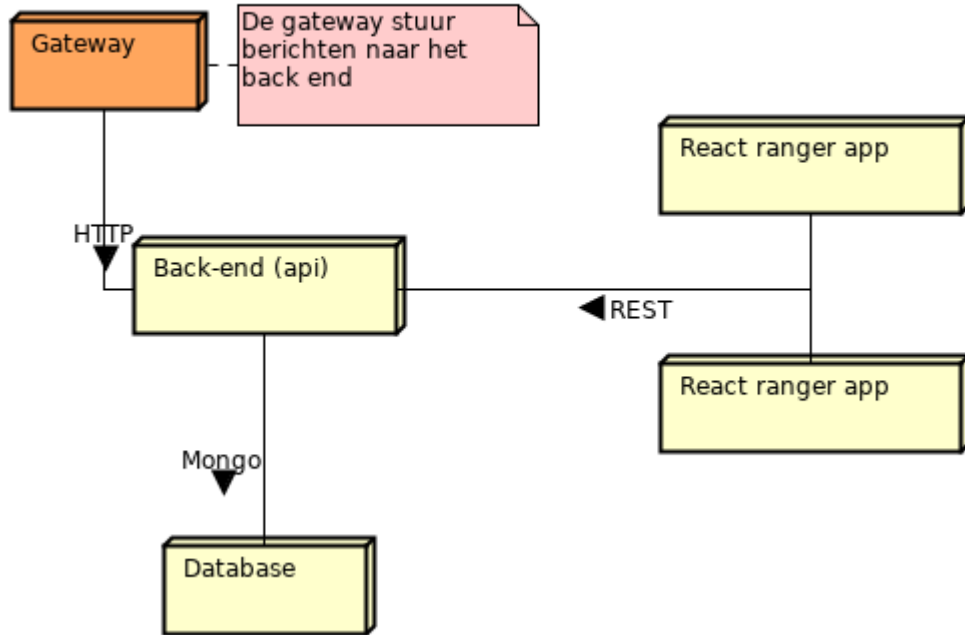 Gateway
De gateway stuur
berichten naar het
back end
React ranger app
HTTP
Back-end (api)
REST
React ranger app
Mongo
Database